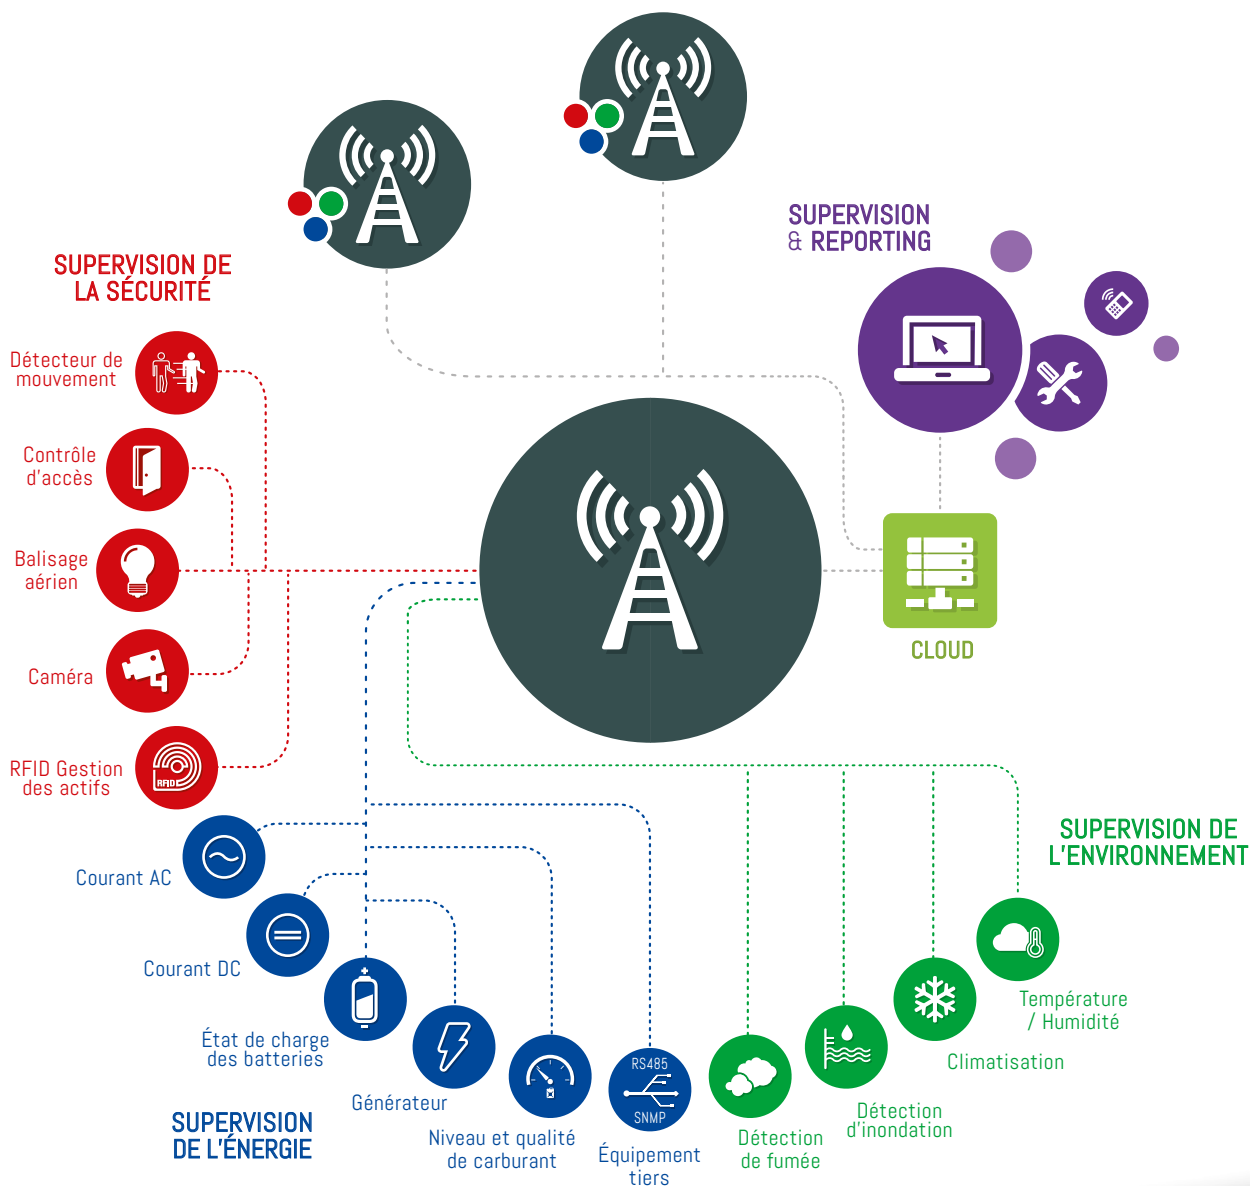 SUPERVISION
& REPORTING
SUPERVISION DE
LA SÉCURITÉ
Détecteur de
mouvement
Contrôle
d'accès
Balisage
aérien
Caméra
RFID Gestion
des actifs
RFID
CLOUD
Courant AC
Courant DC
État de charge
des batteries
Générateur
Niveau et qualité
de carburant
RS485
SNMP
Équipement
tiers
SUPERVISION
DE L'ÉNERGIE
SUPERVISION DE
L'ENVIRONNEMENT
Température
/ Humidité
Climatisation
Détection
d'inondation
Détection
de fumée